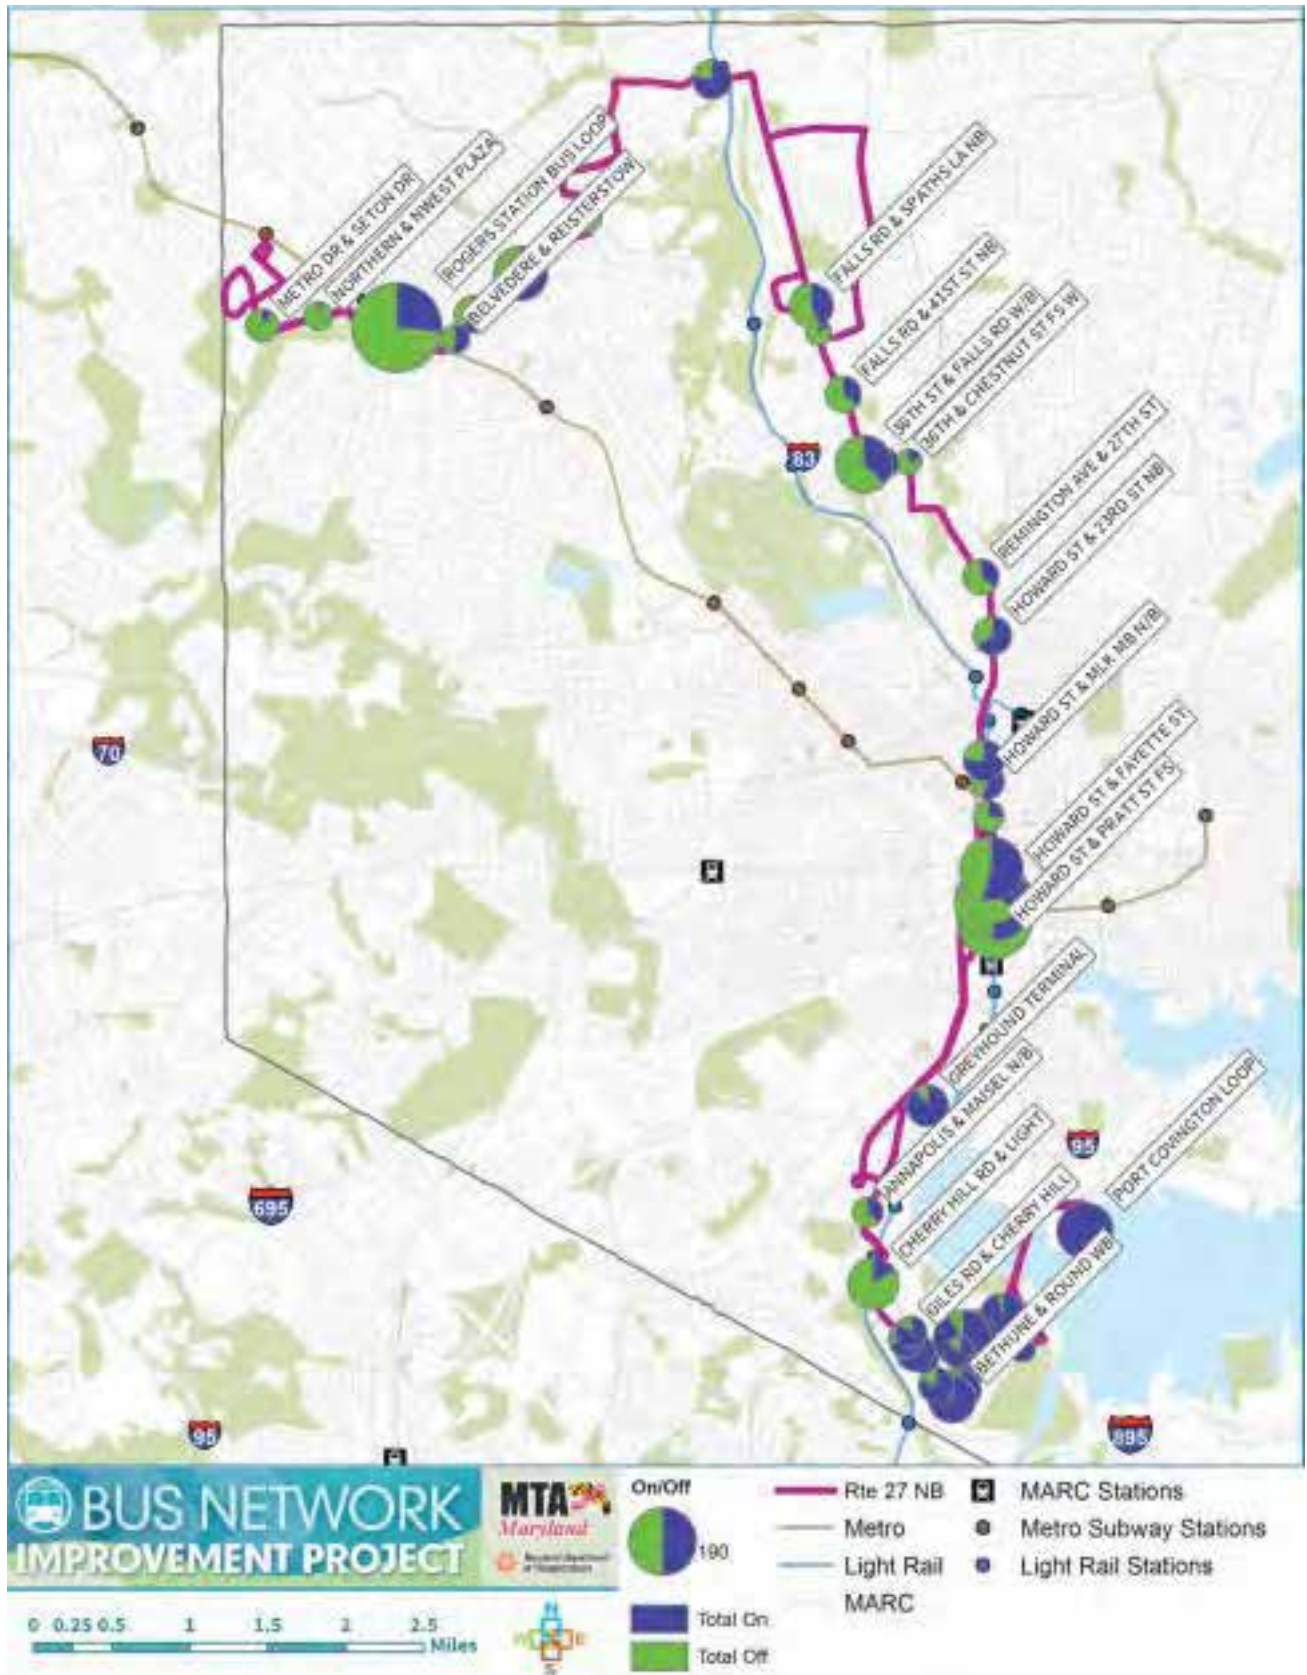 METRO DR & SETON DR
NORTHERN & NWEST PLAZA
ROGERS STATION BUS LOOP
BELVEDERE & REISTERSTOW
FALLS RD & SPATHS LA NB
FALLS RD & 41ST ST NB
36TH ST & FALLS RD W/B
36TH & CHESTNUT ST FS W
83
REMINGTON AVE & 27TH ST
HOWARD ST & 23RD ST NB
HOWARD ST & MLK MB N/B
70
HOWARD ST & FAYETTE ST
HOWARD ST & PRATT ST FS
GREYHOUND TERMINAL
ANNAPOLIS & MAISEL N/B
95
PORT COVINGTON LOOP
CHERRY HILL RD & LIGHT
695
GILES RD & CHERRY HILL
BETHUNE & ROUND WB
95
895
BUS NETWORK
IMPROVEMENT PROJECT
MTA
Maryland
Maryland Department
of Transportation
0 0.25 0.5 1 1.5 2 2.5
Miles
N
W E
S
On/Off
190
Total On
Total Off
Rte 27 NB
Metro
Light Rail
MARC
MARC Stations
Metro Subway Stations
Light Rail Stations